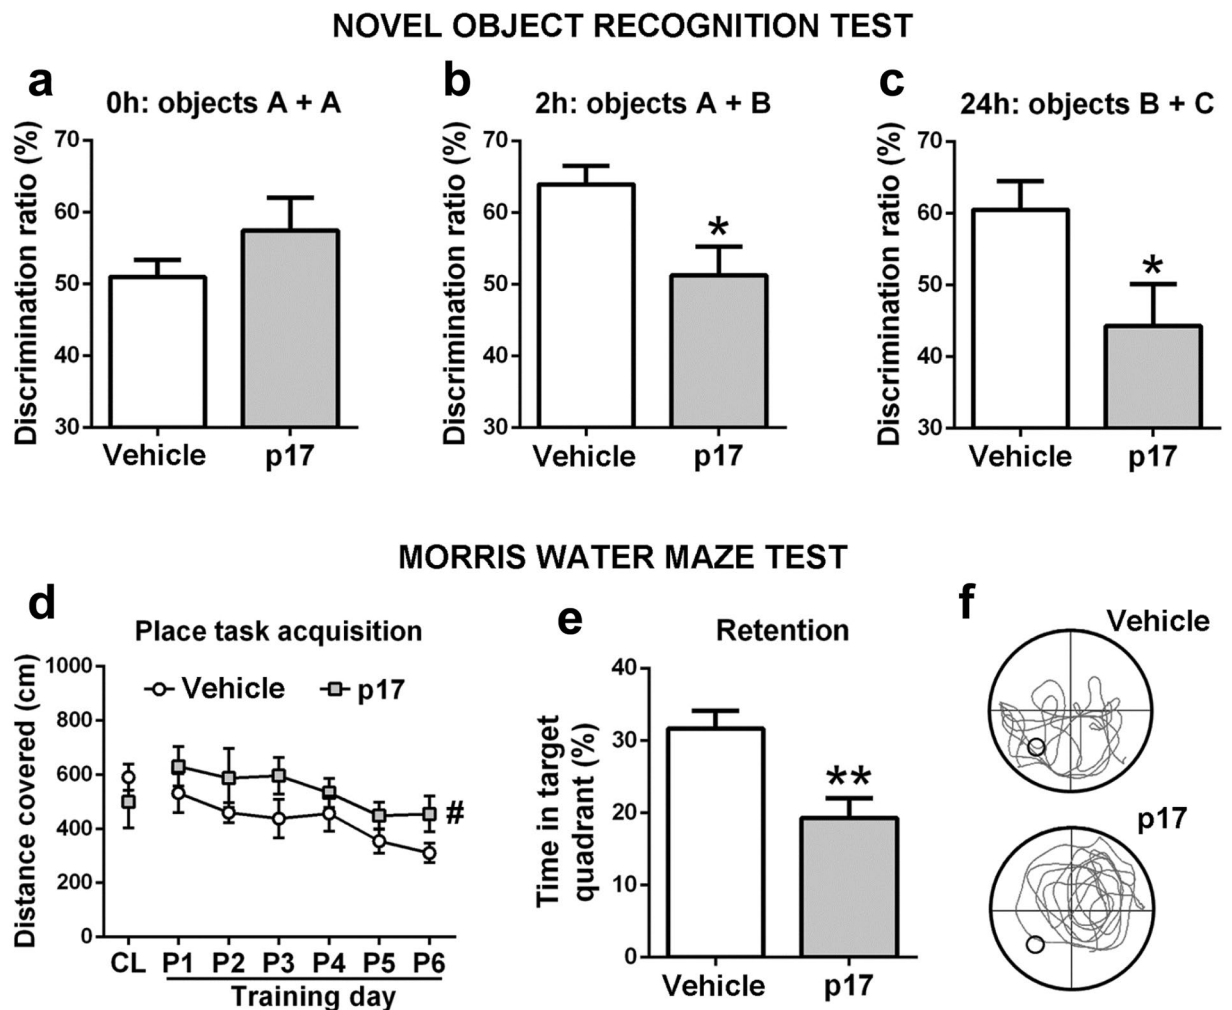 NOVEL OBJECT RECOGNITION TEST
a
0h: objects A + A
Discrimination ratio (%)
70
60
50
40
30
Vehicle
p17
b
2h: objects A + B
Discrimination ratio (%)
70
60
50
40
30
*
Vehicle
p17
c
24h: objects B + C
Discrimination ratio (%)
70
60
50
40
30
*
Vehicle
p17
MORRIS WATER MAZE TEST
d
Place task acquisition
Distance covered (cm)
1000
800
600
400
200
0
Vehicle
p17
#
CL P1 P2 P3 P4 P5 P6
Training day
e
Retention
Time in target
quadrant (%)
40
30
20
10
0
**
Vehicle
p17
f
Vehicle
p17